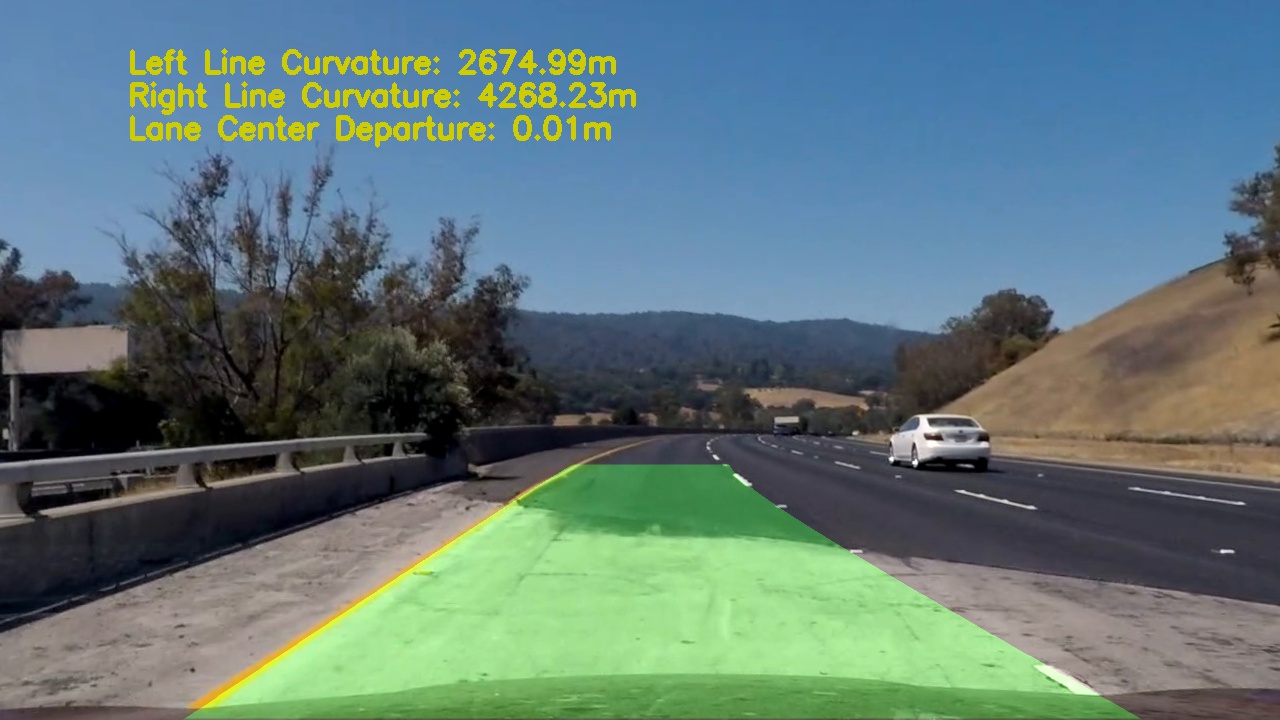 Left Line Curvature: 2674.99m
Right Line Curvature: 4268.23m
Lane Center Departure: 0.01m